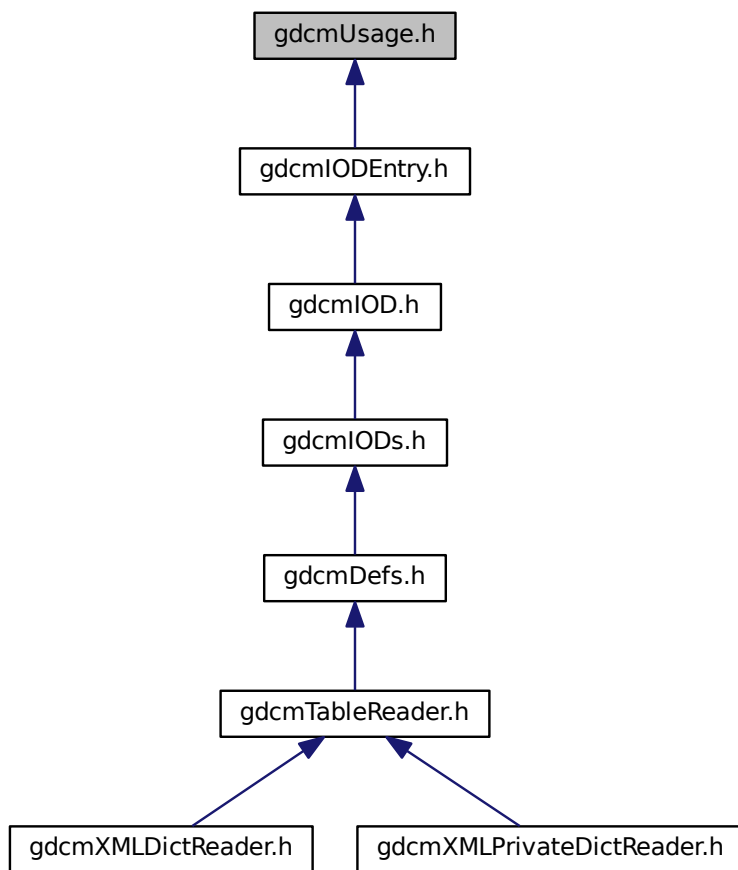 gdcmUsage.h
gdcmIODEntry.h
gdcmIOD.h
gdcmIODs.h
gdcmDefs.h
gdcmTableReader.h
gdcmXMLDictReader.h
gdcmXMLPrivateDictReader.h